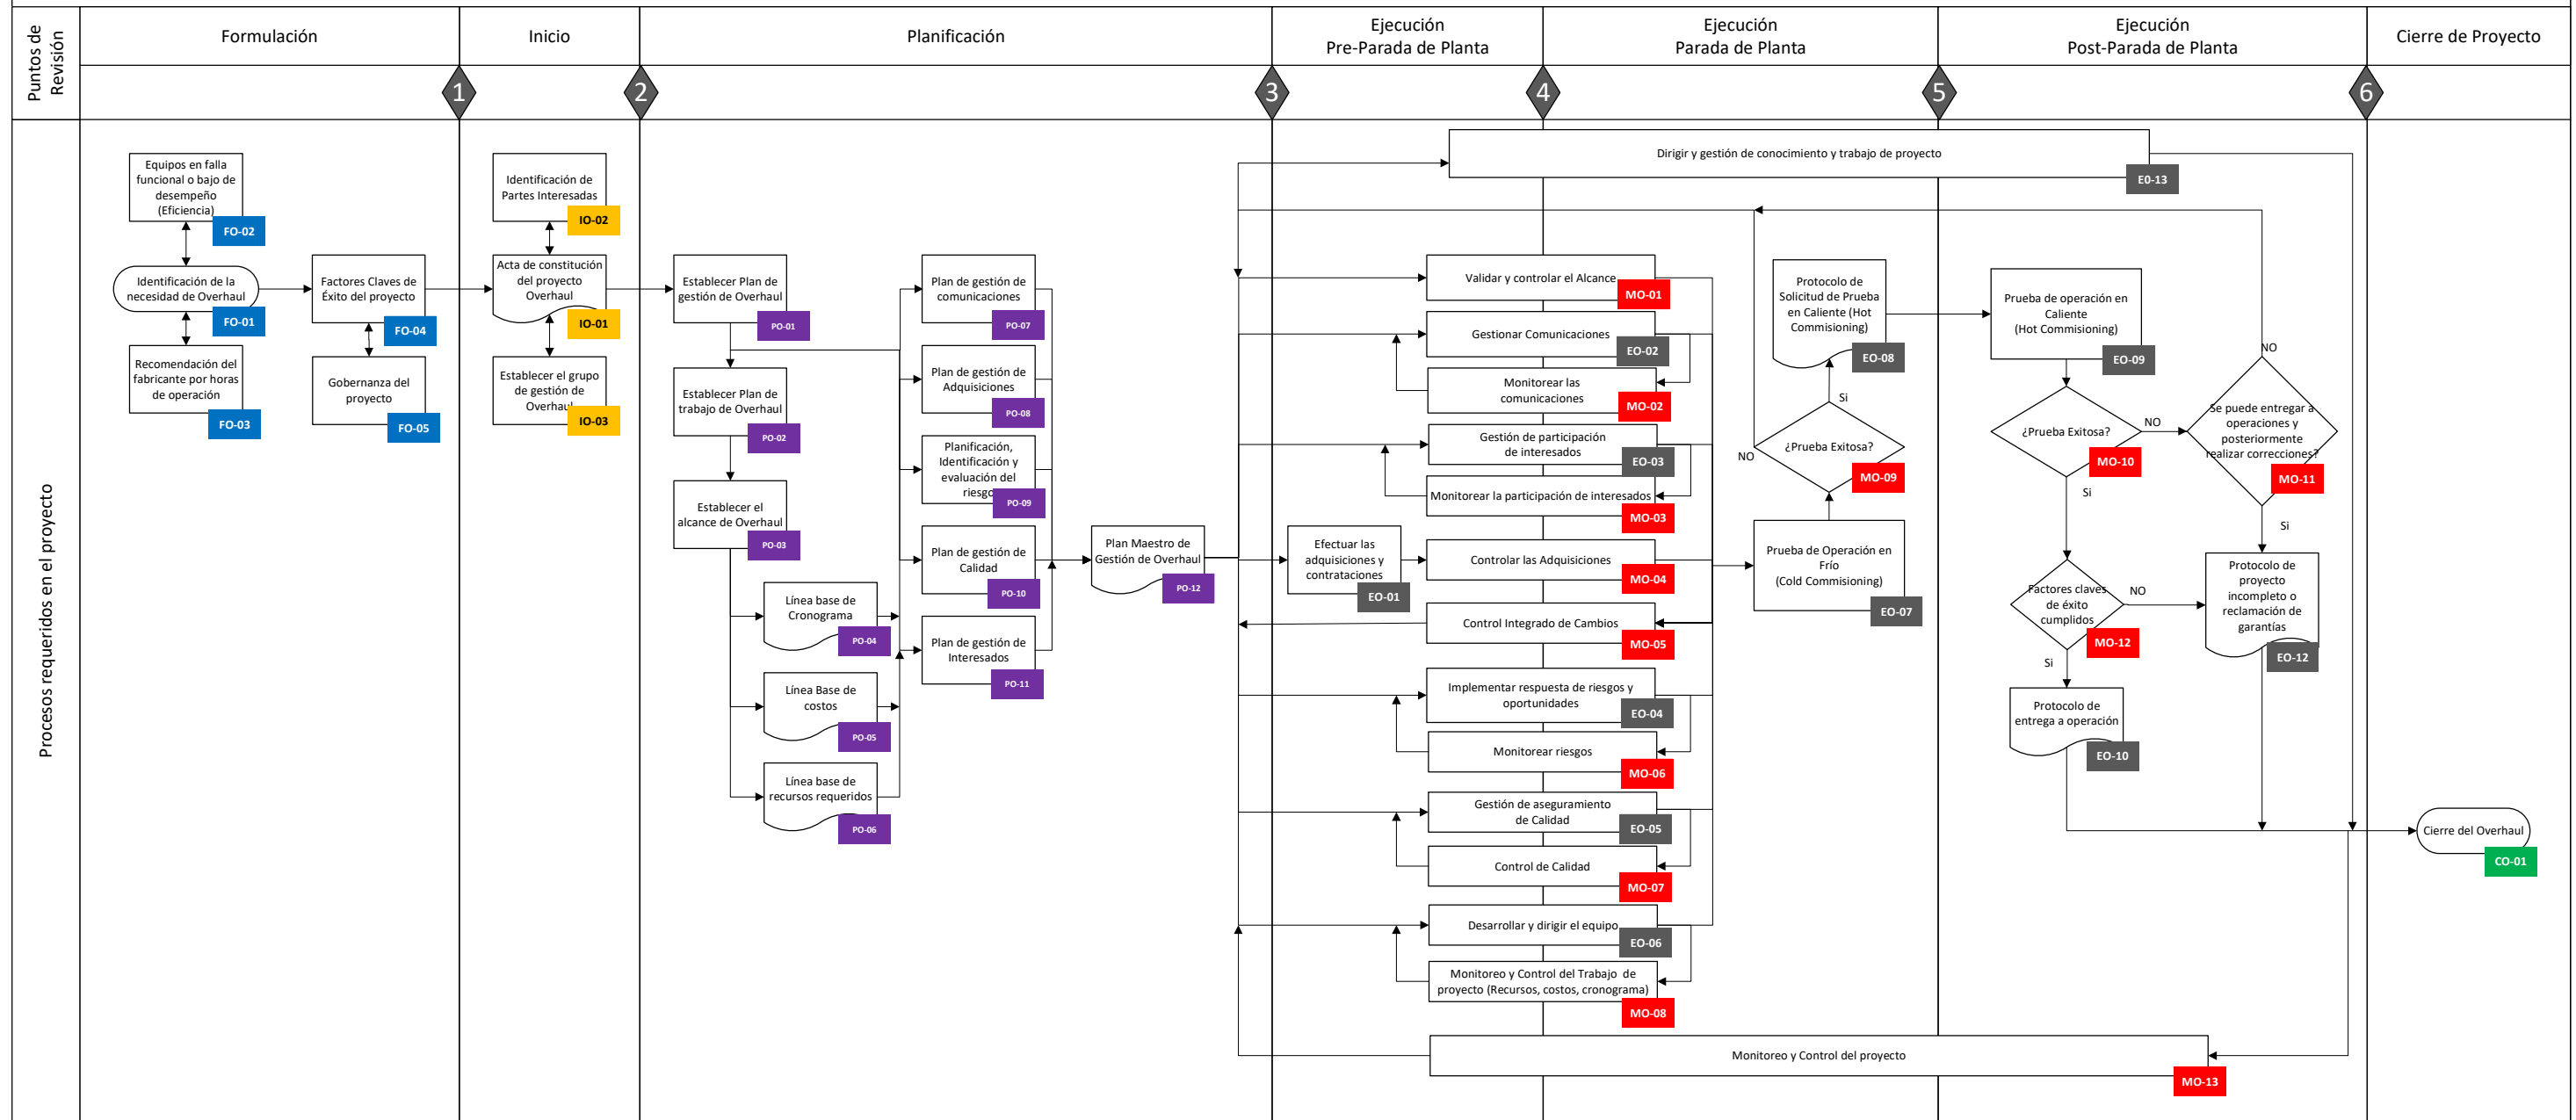 Puntos de
Revisión
Formulación
Inicio
Planificación
Ejecución
Pre-Parada de Planta
Ejecución
Parada de Planta
Ejecución
Post-Parada de Planta
Cierre de Proyecto
1
2
3
4
5
6
Procesos requeridos en el proyecto
Equipos en falla
funcional o bajo de
desempeño
(Eficiencia)
FO-02
Identificación de la
necesidad de Overhaul
FO-01
Recomendación del
fabricante por horas
de operación
FO-03
Factores Claves de
Éxito del proyecto
FO-04
Gobernanza del
proyecto
FO-05
Identificación de
Partes Interesadas
IO-02
Acta de constitución
del proyecto
Overhaul
IO-01
Establecer el grupo
de gestión de
Overhaul
IO-03
Establecer Plan de
gestión de Overhaul
PO-01
Establecer Plan de
trabajo de Overhaul
PO-02
Establecer el
alcance de Overhaul
PO-03
Línea base de
Cronograma
PO-04
Línea Base de
costos
PO-05
Línea base de
recursos requeridos
PO-06
Plan de gestión de
comunicaciones
PO-07
Plan de gestión de
Adquisiciones
PO-08
Planificación,
Identificación y
evaluación del
riesgo
PO-09
Plan de gestión de
Calidad
PO-10
Plan de gestión de
Interesados
PO-11
Plan Maestro de
Gestión de Overhaul
PO-12
Dirigir y gestión de conocimiento y trabajo de proyecto
E0-13
Efectuar las
adquisiciones y
contrataciones
EO-01
Validar y controlar el Alcance
MO-01
Gestionar Comunicaciones
EO-02
Monitorear las
comunicaciones
MO-02
Gestión de participación
de interesados
EO-03
Monitorear la participación de interesados
MO-03
Controlar las Adquisiciones
MO-04
Control Integrado de Cambios
MO-05
Implementar respuesta de riesgos y
oportunidades
EO-04
Monitorear riesgos
MO-06
Gestión de aseguramiento
de Calidad
EO-05
Control de Calidad
MO-07
Desarrollar y dirigir el equipo
EO-06
Monitoreo y Control del Trabajo de
proyecto (Recursos, costos, cronograma)
MO-08
Monitoreo y Control del proyecto
MO-13
Protocolo de
Solicitud de Prueba
en Caliente (Hot
Commisioning)
EO-08
Si
¿Prueba Exitosa?
NO
MO-09
Prueba de Operación en
Frío
(Cold Commisioning)
EO-07
Prueba de operación en
Caliente
(Hot Commisioning)
EO-09
¿Prueba Exitosa?
NO
MO-10
Si
NO
Se puede entregar a
operaciones y
posteriormente
realizar correcciones?
MO-11
Si
Factores claves
de éxito
cumplidos
NO
MO-12
Si
Protocolo de
proyecto
incompleto o
reclamación de
garantías
EO-12
Protocolo de
entrega a operación
EO-10
Cierre del Overhaul
CO-01